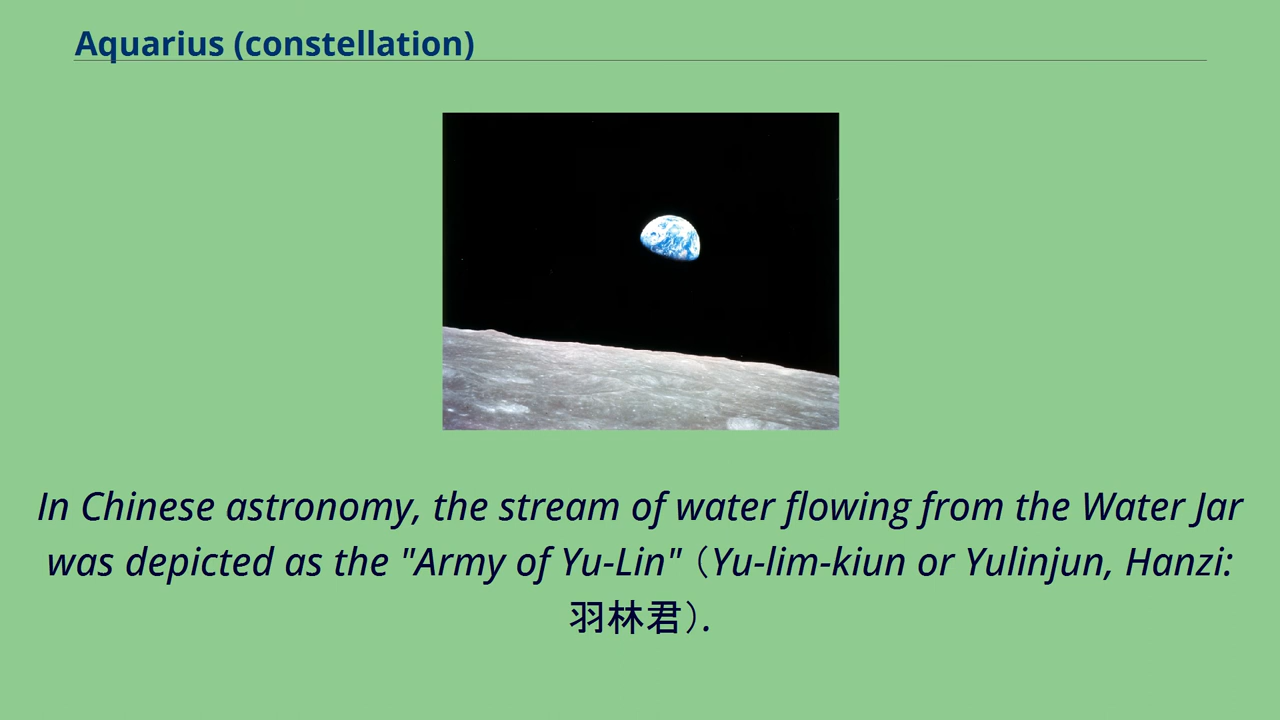 Aquarius (constellation)
In Chinese astronomy, the stream of water flowing from the Water Jar
was depicted as the "Army of Yu-Lin"（Yu-lim-kiun or Yulinjun, Hanzi:
羽林君）.